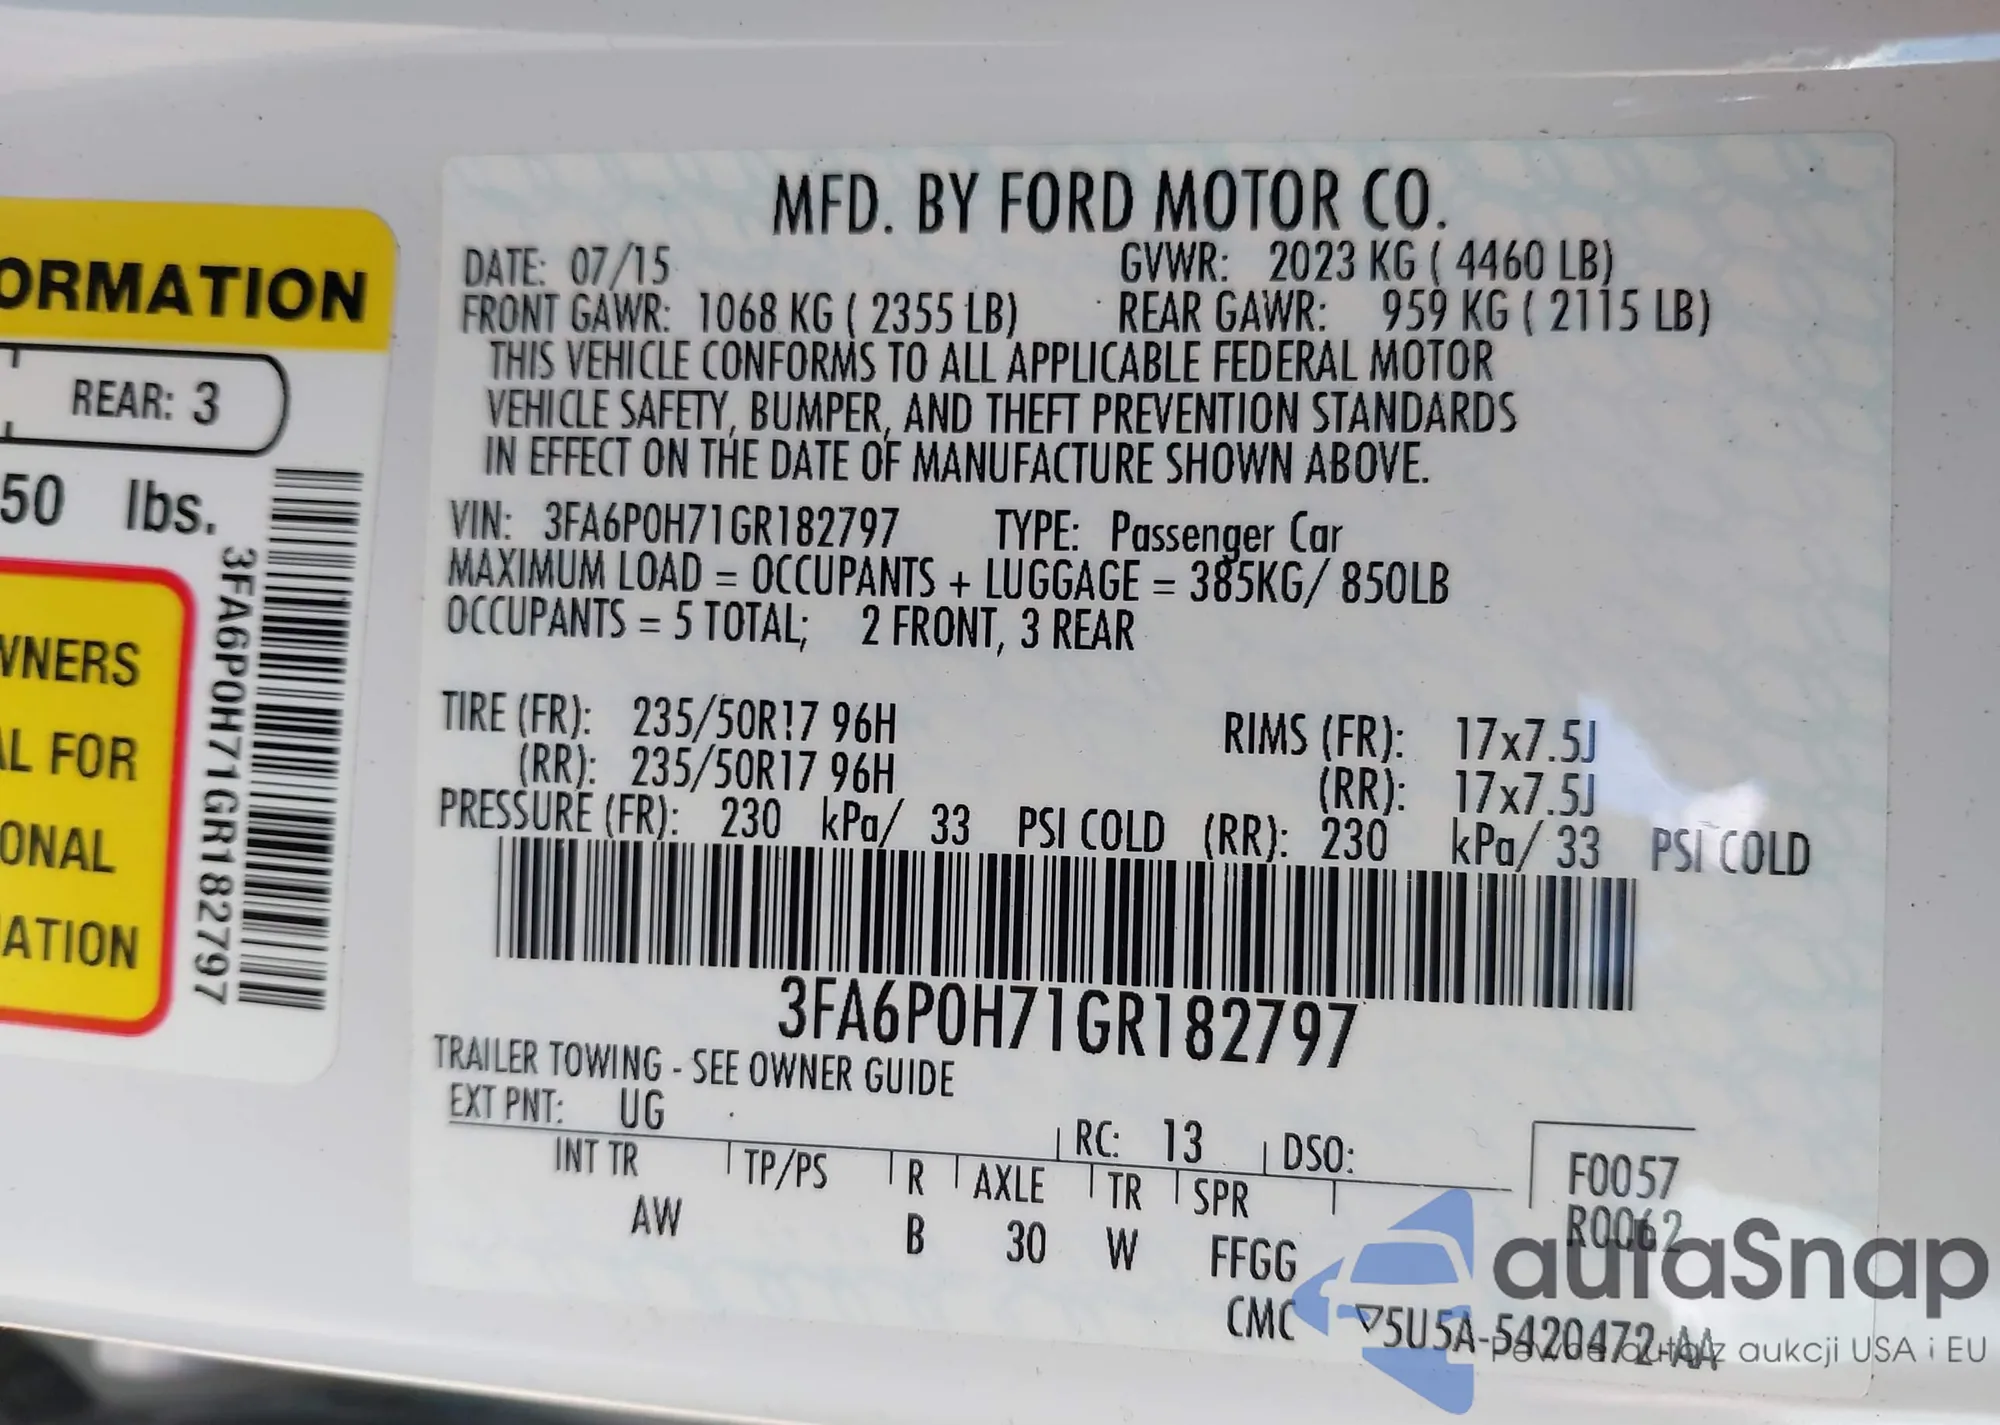 ORMATION
REAR: 3
50 lbs.
3FA6P0H71GR182797
WNERS
AL FOR
ONAL
ATION
MFD. BY FORD MOTOR CO.
DATE: 07/15 GVWR: 2023 KG ( 4460 LB)
FRONT GAWR: 1068 KG ( 2355 LB) REAR GAWR: 959 KG ( 2115 LB)
THIS VEHICLE CONFORMS TO ALL APPLICABLE FEDERAL MOTOR
VEHICLE SAFETY, BUMPER, AND THEFT PREVENTION STANDARDS
IN EFFECT ON THE DATE OF MANUFACTURE SHOWN ABOVE.
VIN: 3FA6P0H71GR182797 TYPE: Passenger Car
MAXIMUM LOAD = OCCUPANTS + LUGGAGE = 385KG/ 850LB
OCCUPANTS = 5 TOTAL; 2 FRONT, 3 REAR
TIRE (FR): 235/50R!7 96H RIMS (FR): 17x7.5J
(RR): 235/50R17 96H (RR): 17x7.5J
PRESSURE (FR): 230 kPa/ 33 PSI COLD (RR): 230 kPa/ 33 PSI COLD
3FA6P0H71GR182797
TRAILER TOWING - SEE OWNER GUIDE
EXT PNT: UG RC: 13 DSO:
INT TR TP/PS R AXLE TR SPR
AW B 30 W FFGG
F0057
R0062
CMC ▽5U5A-5420472-AA
autaSnap
Pewne auta z aukcji USA i EU